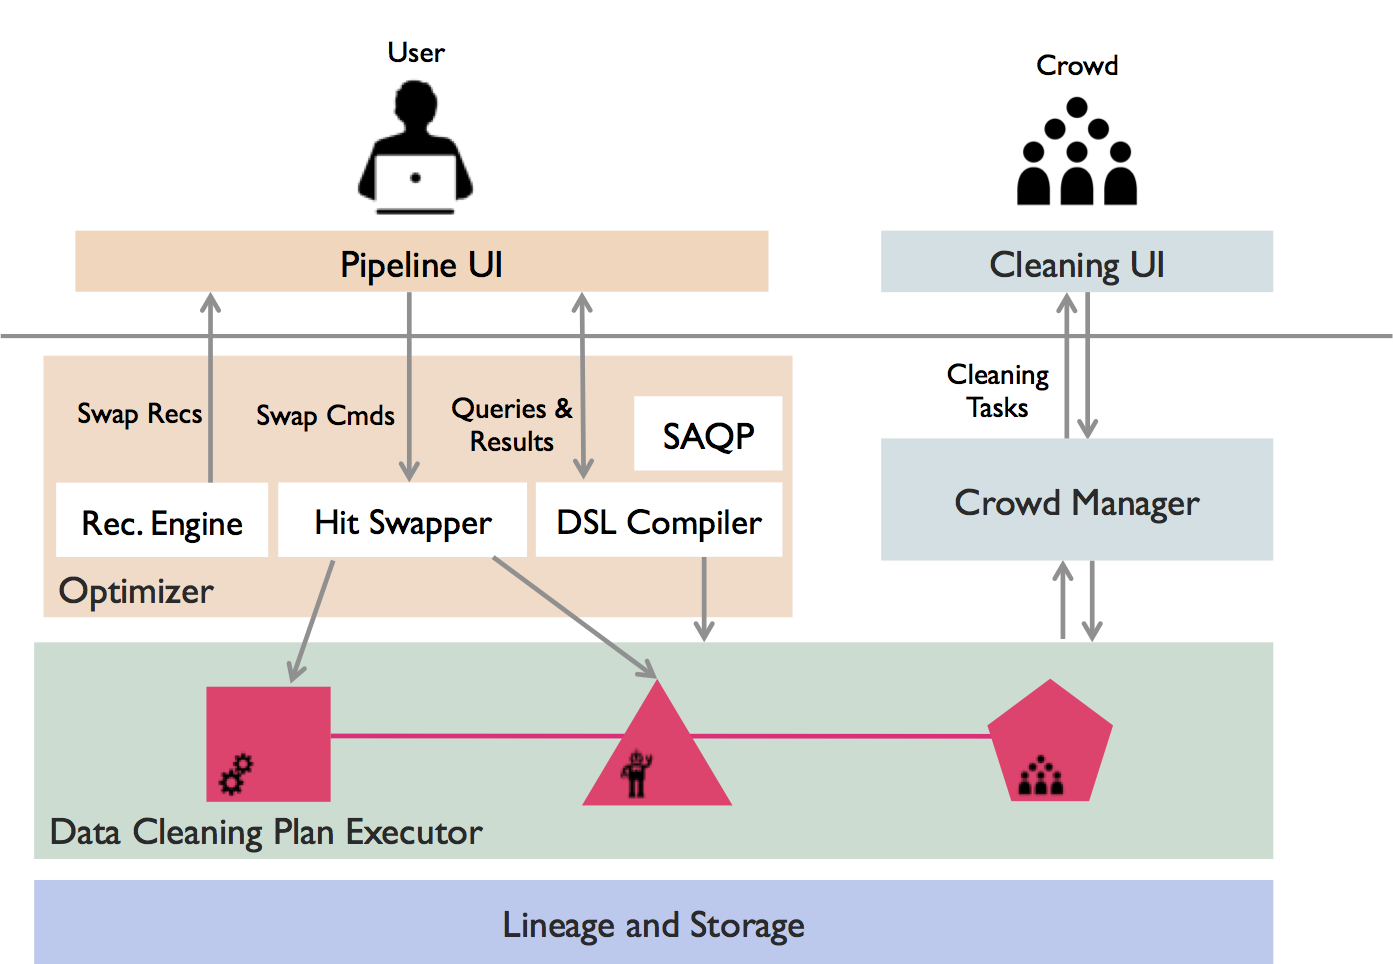 User
Crowd
Pipeline UI
Cleaning UI
Swap Recs
Swap Cmds
Queries &
Results
SAQP
Cleaning
Tasks
Rec. Engine
Hit Swapper
DSL Compiler
Crowd Manager
Optimizer
Data Cleaning Plan Executor
Lineage and Storage